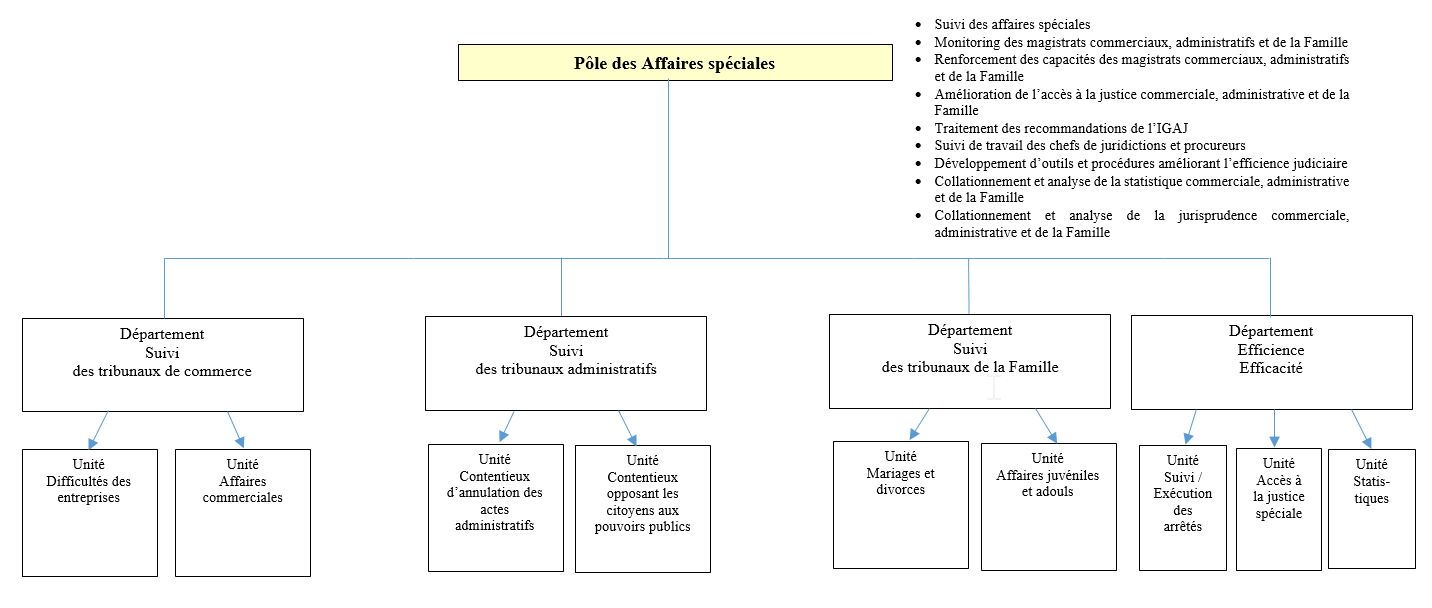 Pôle des Affaires spéciales
• Suivi des affaires spéciales
• Monitoring des magistrats commerciaux, administratifs et de la Famille
• Renforcement des capacités des magistrats commerciaux, administratifs
et de la Famille
• Amélioration de l’accès à la justice commerciale, administrative et de la
Famille
• Traitement des recommandations de l’IGAJ
• Suivi de travail des chefs de juridictions et procureurs
• Développement d’outils et procédures améliorant l’efficience judiciaire
• Collationnement et analyse de la statistique commerciale, administrative
et de la Famille
• Collationnement et analyse de la jurisprudence commerciale,
administrative et de la Famille
Département
Suivi
des tribunaux de commerce
Département
Suivi
des tribunaux administratifs
Département
Suivi
des tribunaux de la Famille
Département
Efficience
Efficacité
Unité
Difficultés des
entreprises
Unité
Affaires
commerciales
Unité
Contentieux
d’annulation des
actes
administratifs
Unité
Contentieux
opposant les
citoyens aux
pouvoirs publics
Unité
Mariages et
divorces
Unité
Affaires juvéniles
et adouls
Unité
Suivi /
Exécution
des
arrêtés
Unité
Accès à
la justice
spéciale
Unité
Statis-
tiques